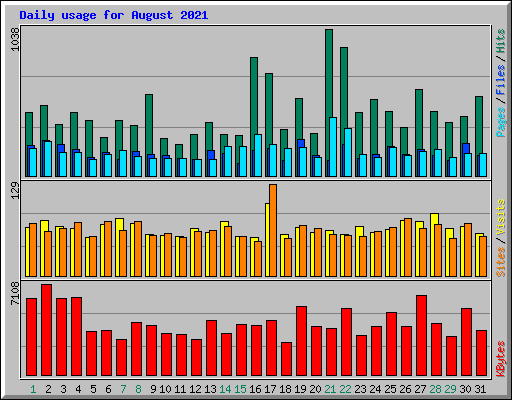 Daily usage for August 2021
1038
129
7108
Pages / Files / Hits
Sites / Visits
KBytes
1 2 3 4 5 6 7 8 9 10 11 12 13 14 15 16 17 18 19 20 21 22 23 24 25 26 27 28 29 30 31